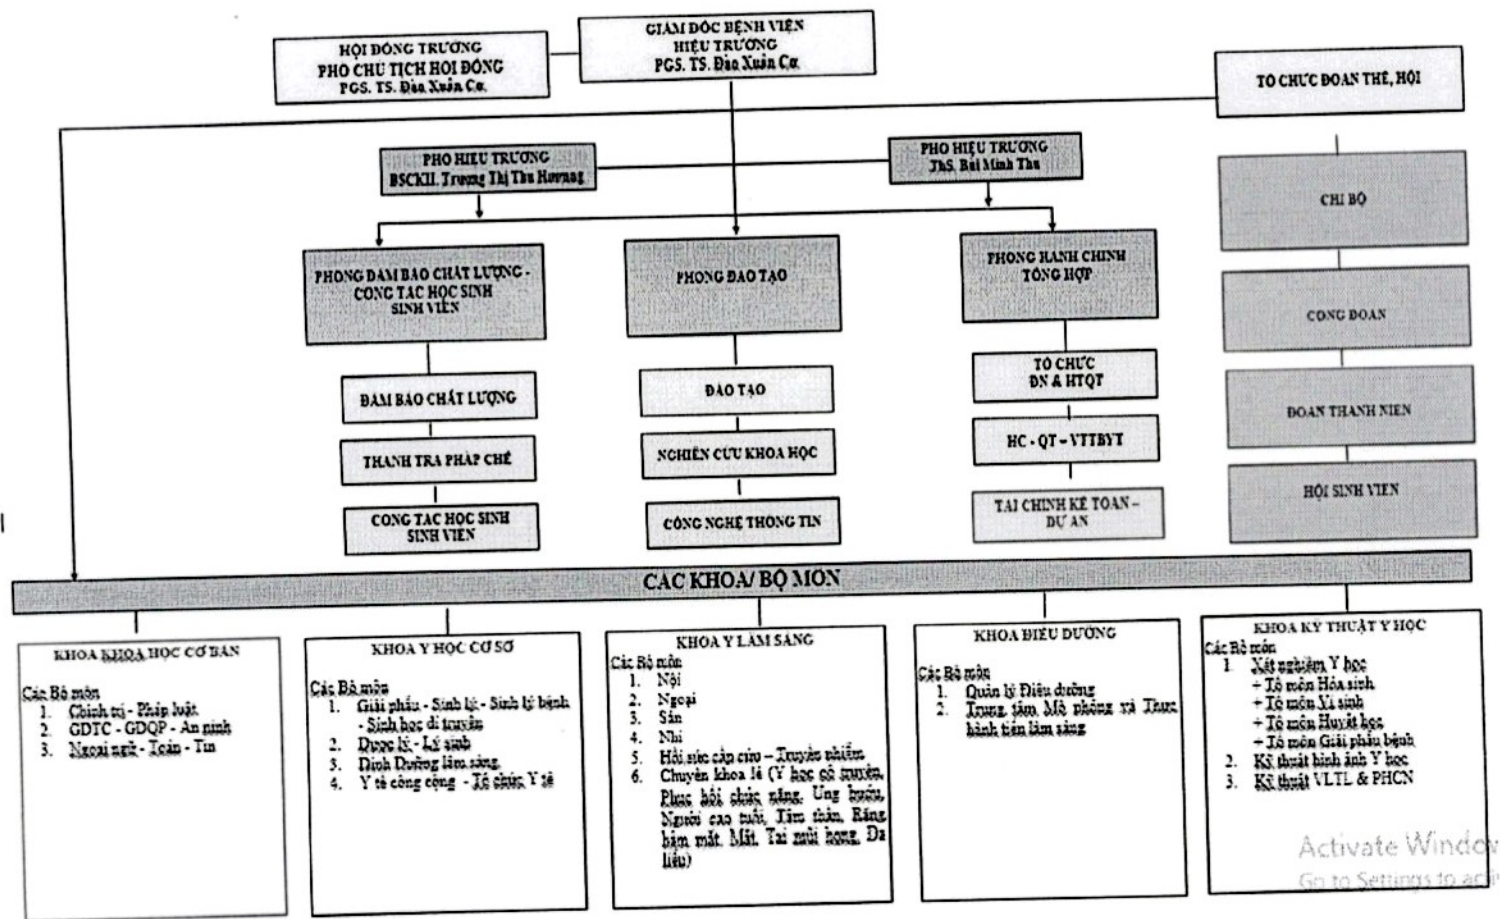 HỘI ĐỒNG TRƯỜNG
PHÓ CHỦ TỊCH HỘI ĐỒNG
PGS. TS. Đào Xuân Cơ
GIÁM ĐỐC BỆNH VIỆN
HIỆU TRƯỞNG
PGS. TS. Đào Xuân Cơ
TỔ CHỨC ĐOÀN THỂ, HỘI
PHÓ HIỆU TRƯỞNG
BSCKII. Trương Thị Thu Hương
PHÓ HIỆU TRƯỞNG
ThS. Bùi Minh Thu
CHI BỘ
CÔNG ĐOÀN
ĐOÀN THANH NIÊN
HỘI SINH VIÊN
PHÒNG ĐẢM BẢO CHẤT LƯỢNG -
CÔNG TÁC HỌC SINH
SINH VIÊN
PHÒNG ĐÀO TẠO
PHÒNG HÀNH CHÍNH
TỔNG HỢP
ĐẢM BẢO CHẤT LƯỢNG
THANH TRA PHÁP CHẾ
CÔNG TÁC HỌC SINH
SINH VIÊN
ĐÀO TẠO
NGHIÊN CỨU KHOA HỌC
CÔNG NGHỆ THÔNG TIN
TỔ CHỨC
ĐN & HTQT
HC - QT – VTTBYT
TÀI CHÍNH KẾ TOÁN –
DỰ ÁN
CÁC KHOA/ BỘ MÔN
KHOA KHOA HỌC CƠ BẢN
Các Bộ môn
1. Chính trị - Pháp luật
2. GDTC - GDQP - An ninh
3. Ngoại ngữ - Toán - Tin
KHOA Y HỌC CƠ SỞ
Các Bộ môn
1. Giải phẫu - Sinh lý - Sinh lý bệnh
- Sinh học di truyền
2. Dược lý - Lý sinh
3. Dinh Dưỡng lâm sàng
4. Y tế công cộng - Tổ chức Y tế
KHOA Y LÂM SÀNG
Các Bộ môn
1. Nội
2. Ngoại
3. Sản
4. Nhi
5. Hồi sức cấp cứu – Truyền nhiễm
6. Chuyên khoa lẻ (Y học cổ truyền,
Phục hồi chức năng, Ung bướu,
Người cao tuổi, Tâm thần, Răng
hàm mặt, Mắt, Tai mũi họng, Da
liễu)
KHOA ĐIỀU DƯỠNG
Các Bộ môn
1. Quản lý Điều dưỡng
2. Trung tâm Mô phỏng và Thực
hành tiền lâm sàng
KHOA KỸ THUẬT Y HỌC
Các Bộ môn
1. Xét nghiệm Y học
+ Tổ môn Hóa sinh
+ Tổ môn Vi sinh
+ Tổ môn Huyết học
+ Tổ môn Giải phẫu bệnh
2. Kỹ thuật hình ảnh Y học
3. Kỹ thuật VLTL & PHCN
Activate Window
Go to Settings to acti